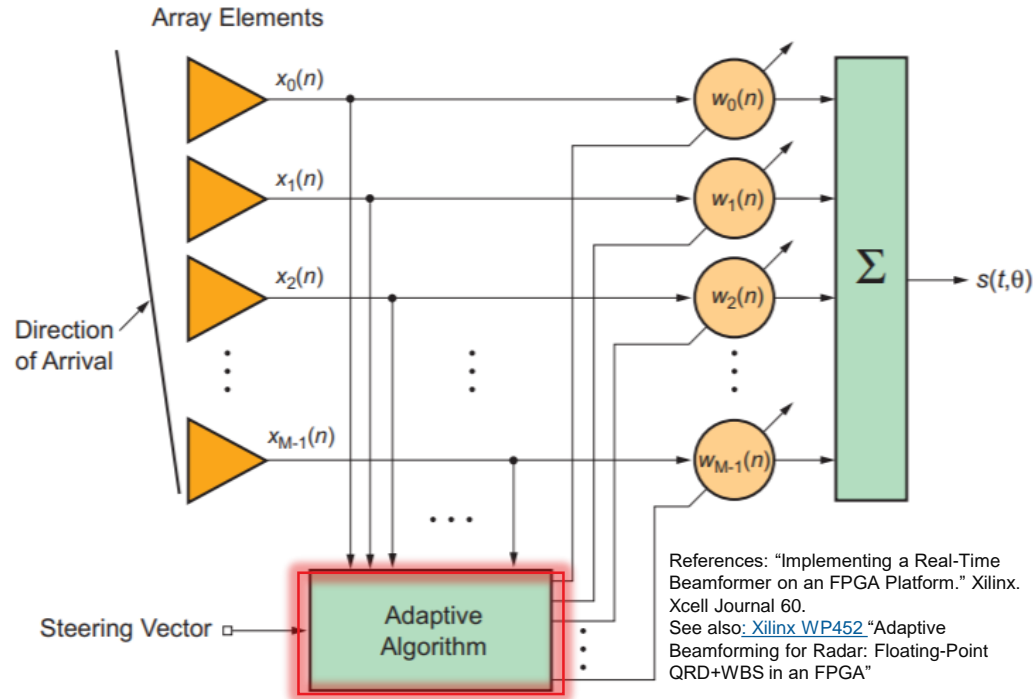 Array Elements
x0(n)
w0(n)
x1(n)
w1(n)
x2(n)
w2(n)
Σ
s(t,θ)
Direction
of Arrival
xM-1(n)
wM-1(n)
References: “Implementing a Real-Time
Beamformer on an FPGA Platform.” Xilinx.
Xcell Journal 60.
See also: Xilinx WP452 “Adaptive
Beamforming for Radar: Floating-Point
QRD+WBS in an FPGA”
Steering Vector
Adaptive
Algorithm